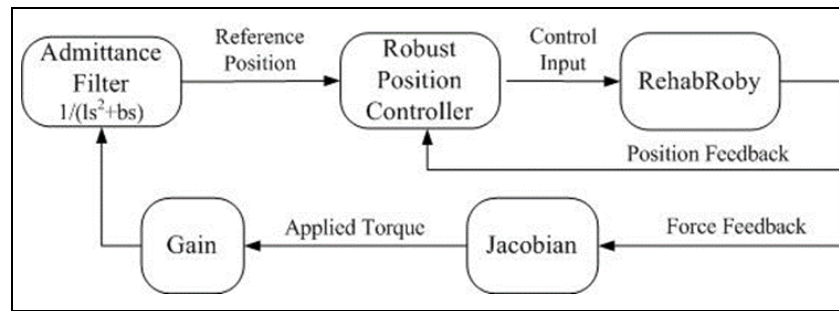 Admittance
Filter
1/(Is²+bs)
Reference
Position
Robust
Position
Controller
Control
Input
RehabRoby
Position Feedback
Gain
Applied Torque
Jacobian
Force Feedback